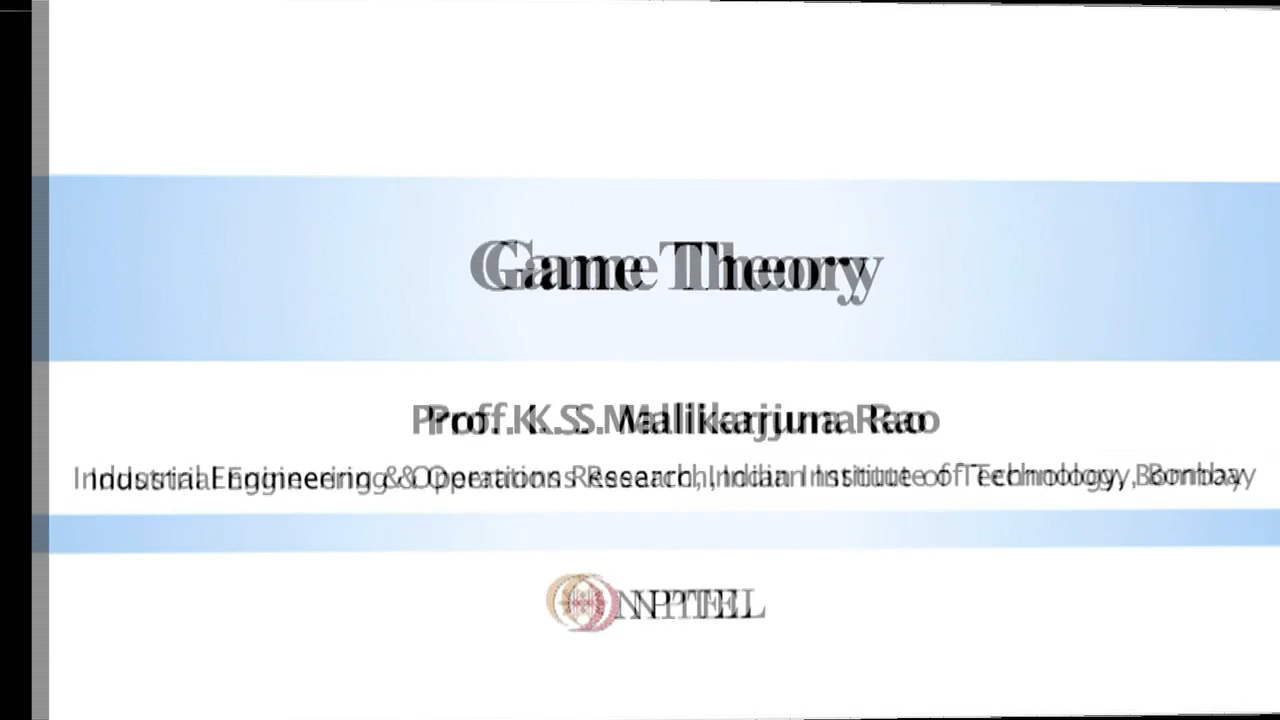 Game Theory
Prof. K. S. Mallikarjuna Rao
Industrial Engineering & Operations Research, Indian Institute of Technology, Bombay
NPTEL